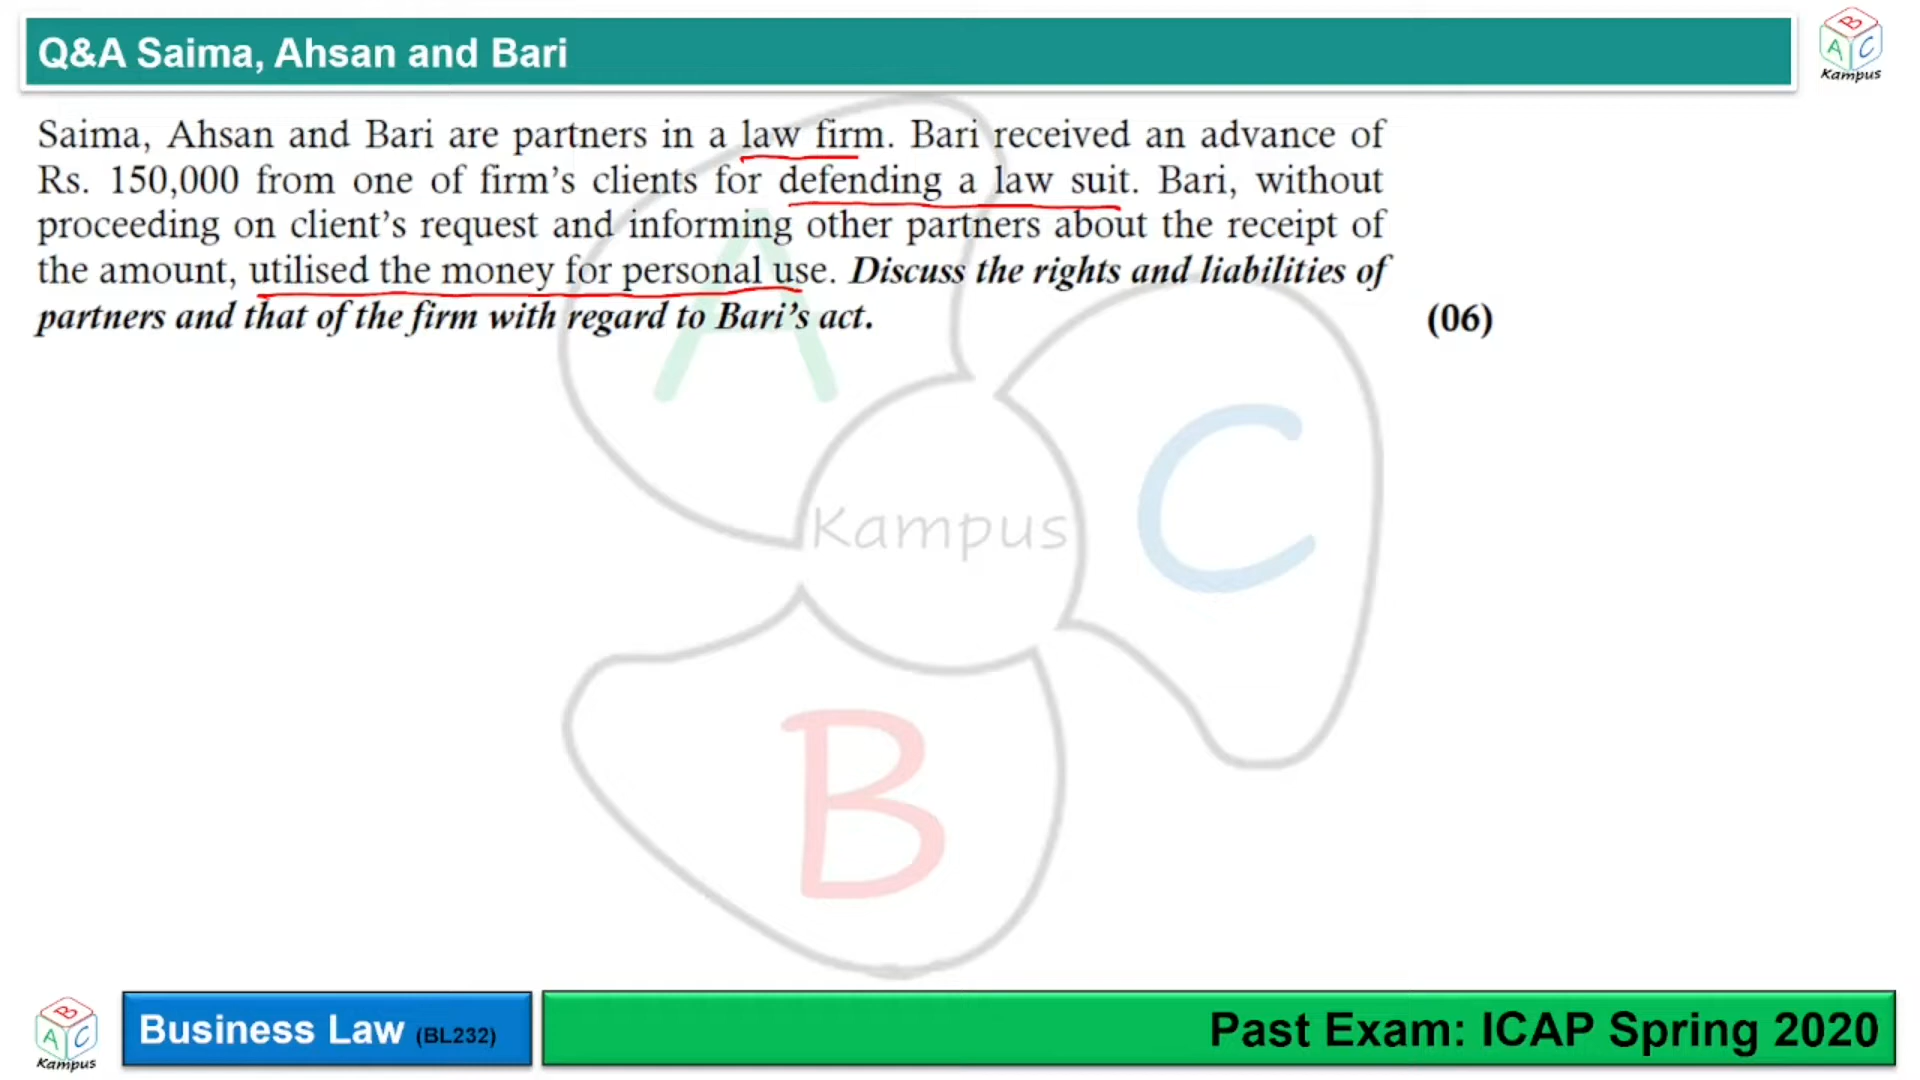 Q&A Saima, Ahsan and Bari
B
A C
Kampus
Saima, Ahsan and Bari are partners in a law firm. Bari received an advance of
Rs. 150,000 from one of firm's clients for defending a law suit. Bari, without
proceeding on client's request and informing other partners about the receipt of
the amount, utilised the money for personal use. Discuss the rights and liabilities of
partners and that of the firm with regard to Bari's act. (06)
A
C
Kampus
B
B
A C
Kampus
Business Law (BL232)
Past Exam: ICAP Spring 2020